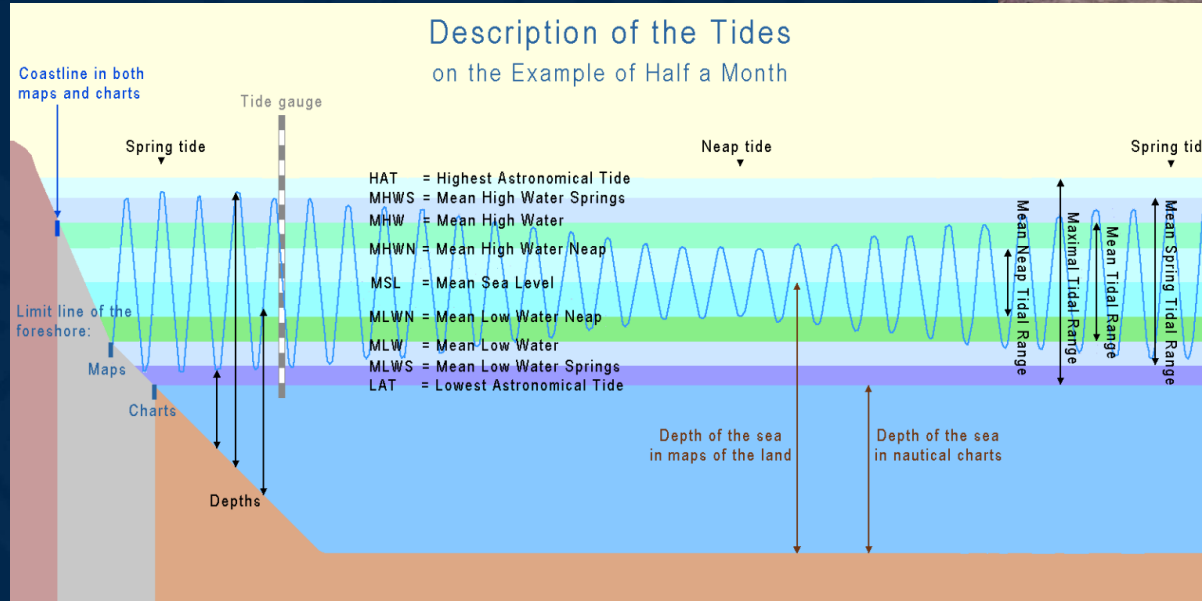 Description of the Tides
on the Example of Half a Month
Coastline in both
maps and charts
Tide gauge
Spring tide
Neap tide
Spring tid
HAT = Highest Astronomical Tide
MHWS = Mean High Water Springs
MHW = Mean High Water
MHWN = Mean High Water Neap
MSL = Mean Sea Level
MLWN = Mean Low Water Neap
MLW = Mean Low Water
MLWS = Mean Low Water Springs
LAT = Lowest Astronomical Tide
Limit line of the
foreshore:
Maps
Charts
Depths
Depth of the sea
in maps of the land
Depth of the sea
in nautical charts
Mean Neap Tidal Range
Maximal Tidal Range
Mean Tidal Range
Mean Spring Tidal Range